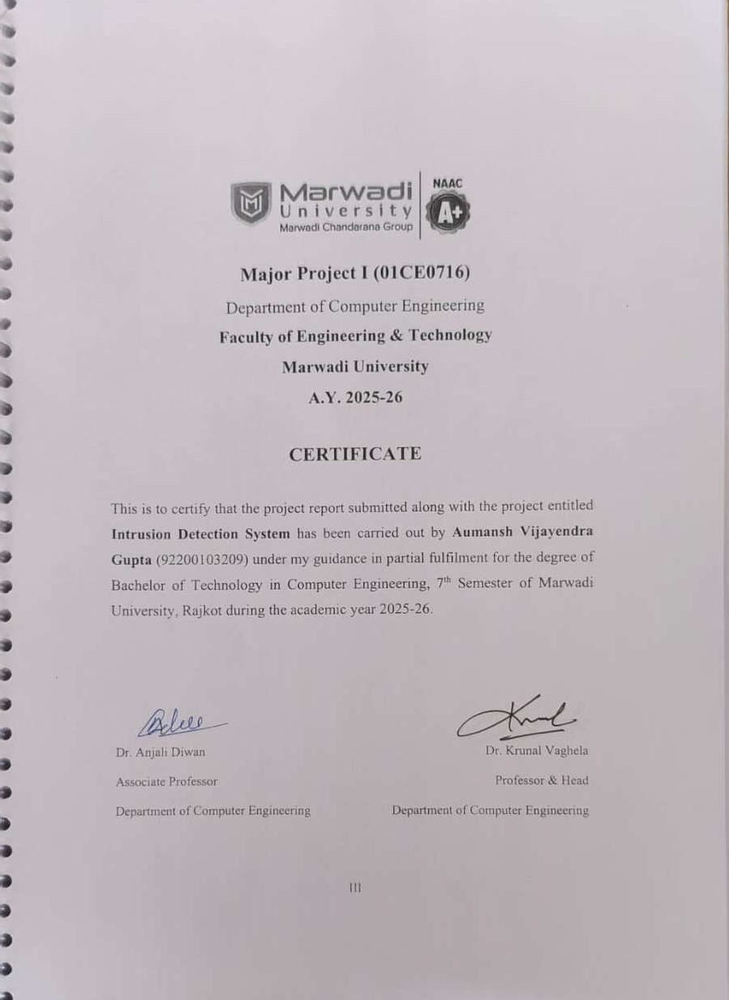 Marwadi
University
Marwadi Chandarana Group
NAAC
A+
Major Project I (01CE0716)
Department of Computer Engineering
Faculty of Engineering & Technology
Marwadi University
A.Y. 2025-26
CERTIFICATE
This is to certify that the project report submitted along with the project entitled
Intrusion Detection System has been carried out by Aumansh Vijayendra
Gupta (92200103209) under my guidance in partial fulfilment for the degree of
Bachelor of Technology in Computer Engineering, 7th Semester of Marwadi
University, Rajkot during the academic year 2025-26.
Dr. Anjali Diwan
Dr. Krunal Vaghela
Associate Professor
Professor & Head
Department of Computer Engineering
Department of Computer Engineering
III